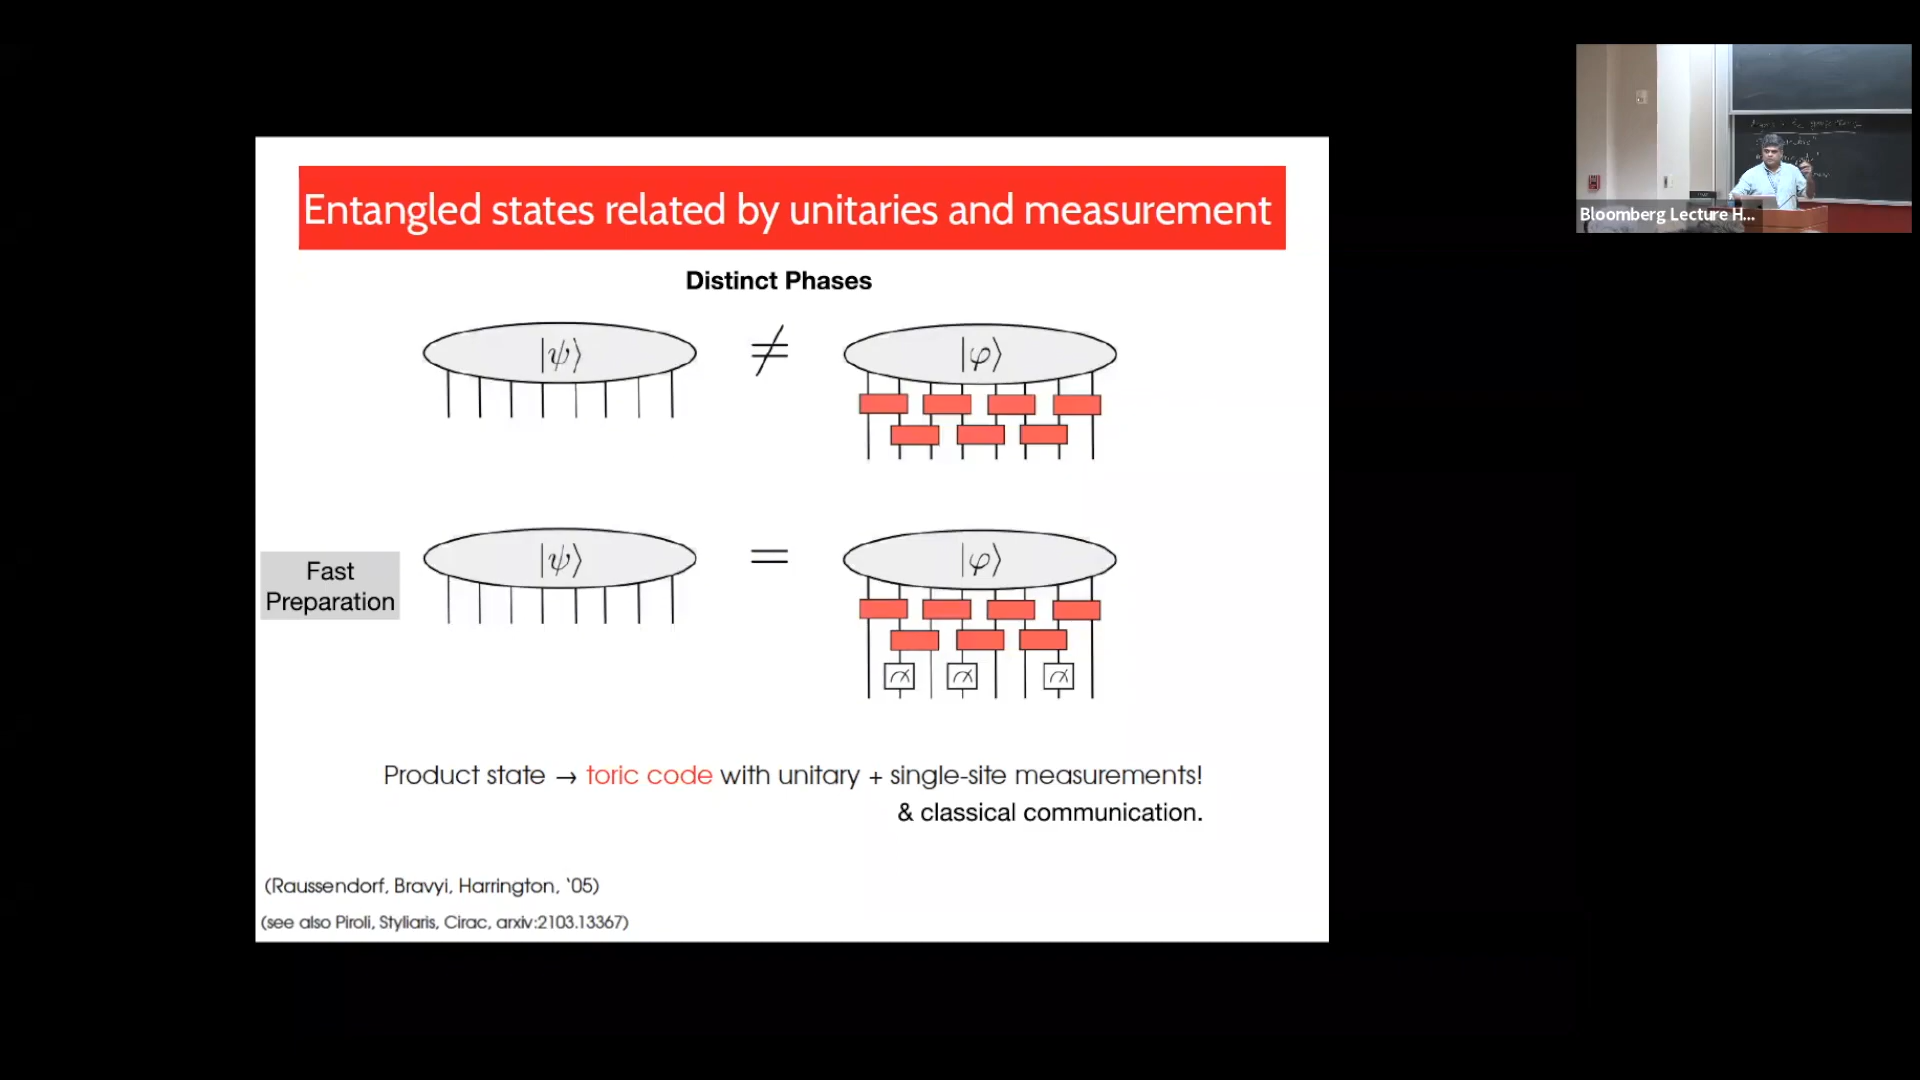 Entangled states related by unitaries and measurement
Distinct Phases
|ψ⟩ ≠ |φ⟩
Fast
Preparation
|ψ⟩ = |φ⟩
Product state → toric code with unitary + single-site measurements!
& classical communication.
(Raussendorf, Bravyi, Harrington, ‘05)
(see also Piroli, Styliaris, Cirac, arxiv:2103.13367)
Bloomberg Lecture H...